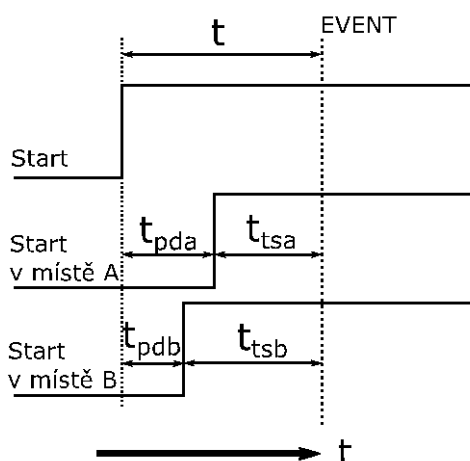 t
EVENT
Start
t_pda
t_tsa
Start
v místě A
t_pdb
t_tsb
Start
v místě B
t